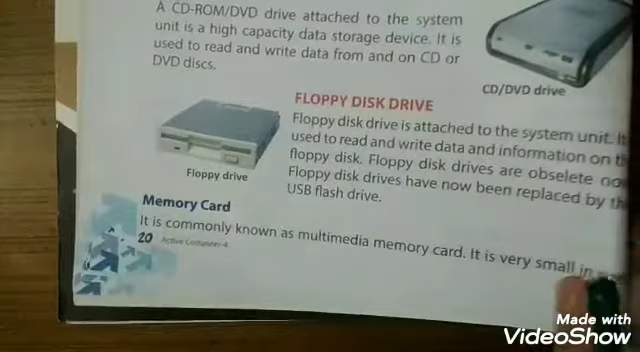 A CD-ROM/DVD drive attached to the system
unit is a high capacity data storage device. It is
used to read and write data from and on CD or
DVD discs.
CD/DVD drive
FLOPPY DISK DRIVE
Floppy disk drive is attached to the system unit. It
used to read and write data and information on
floppy disk. Floppy disk drives are obselete
Floppy disk drives have now been replaced by
USB flash drive.
Floppy drive
Memory Card
It is commonly known as multimedia memory card. It is very small in
20 Active Computer-4
Made with
VideoShow